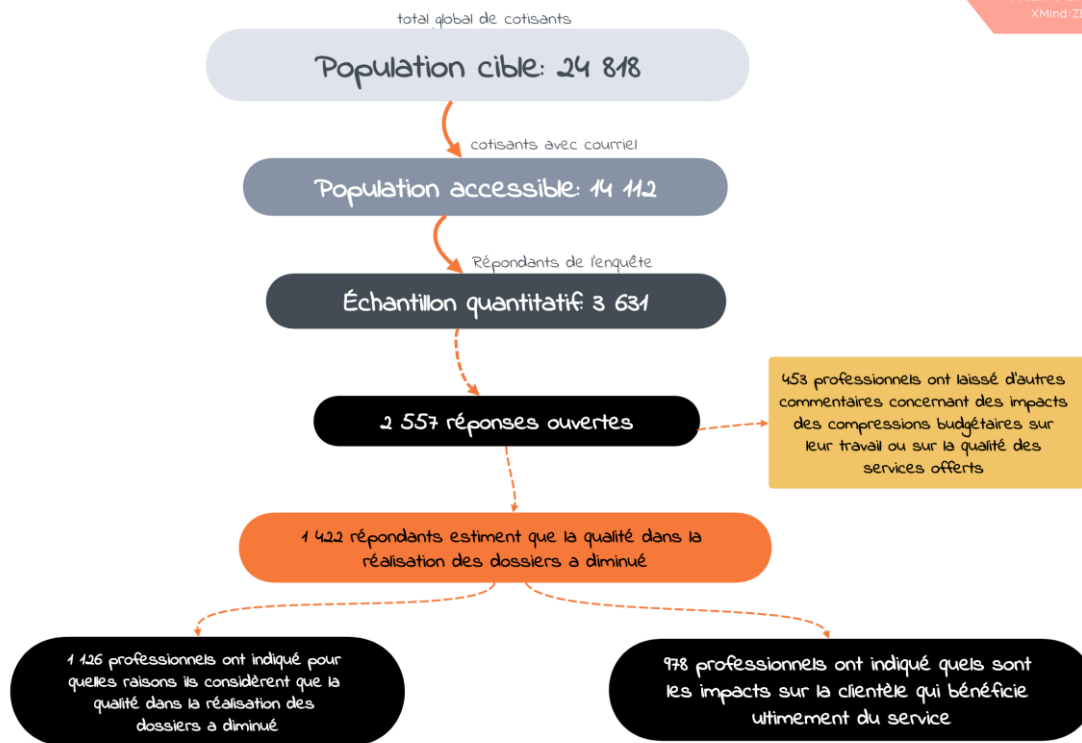 total global de cotisants
Population cible: 24 818
cotisants avec courriel
Population accessible: 14 112
Répondants de l'enquête
Échantillon quantitatif: 3 631
2 557 réponses ouvertes
453 professionnels ont laissé d'autres
commentaires concernant des impacts
des compressions budgétaires sur
leur travail ou sur la qualité des
services offerts
1 422 répondants estiment que la qualité dans la
réalisation des dossiers a diminué
1 126 professionnels ont indiqué pour
quelles raisons ils considèrent que la
qualité dans la réalisation des
dossiers a diminué
978 professionnels ont indiqué quels sont
les impacts sur la clientèle qui bénéficie
ultimement du service